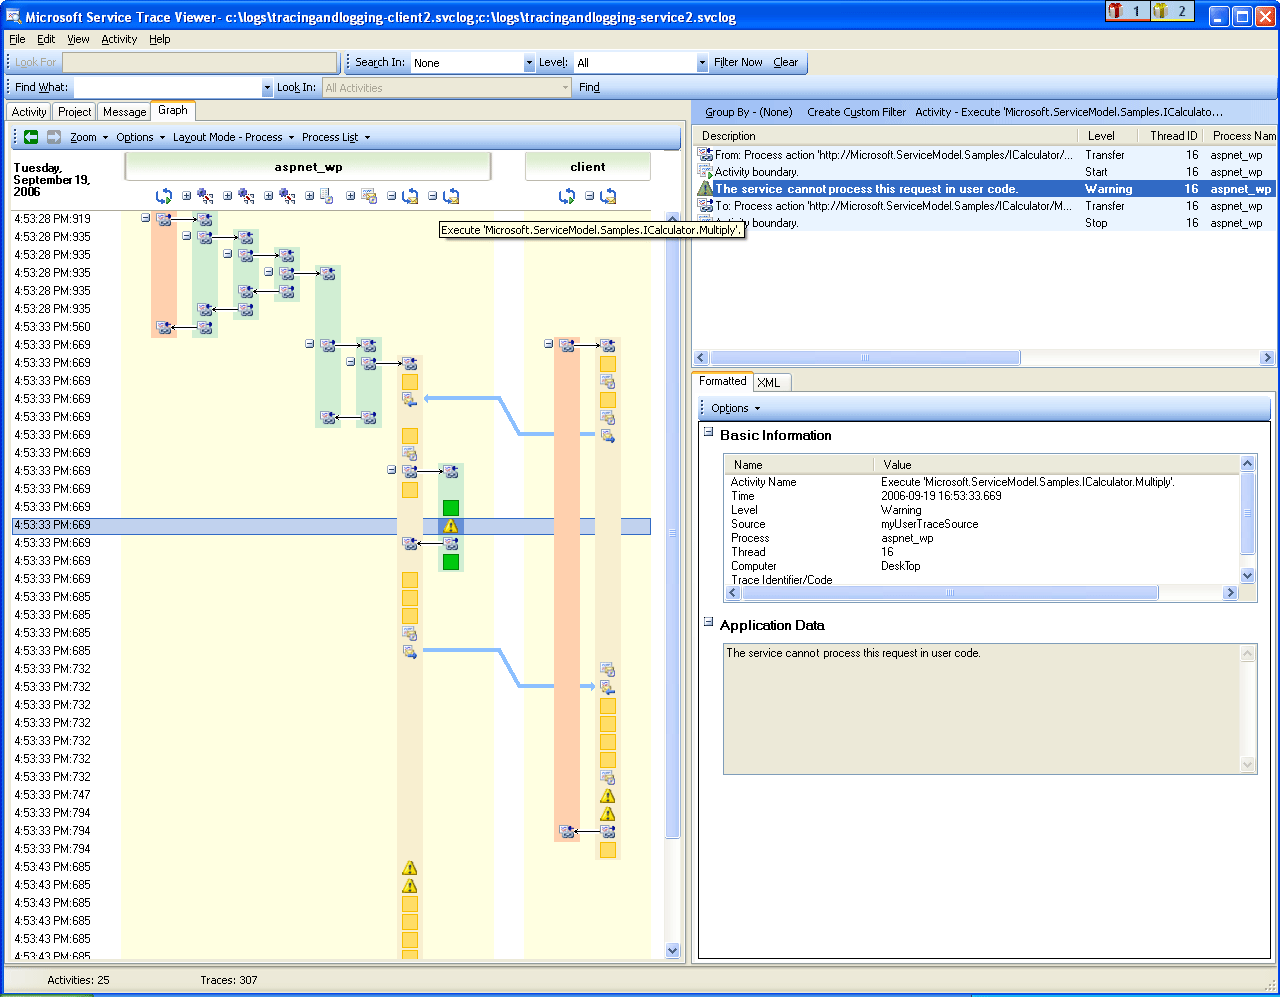 Microsoft Service Trace Viewer- c:\logs\tracingandlogging-client2.svclog;c:\logs\tracingandlogging-service2.svclog
1 2
File Edit View Activity Help
Look For Search In: None Level: All Filter Now Clear
Find What: Look In: All Activities Find
Activity Project Message Graph
Zoom Options Layout Mode - Process Process List
Tuesday, September 19, 2006
aspnet_wp client
Execute 'Microsoft.ServiceModel.Samples.ICalculator.Multiply'.
4:53:28 PM:919
4:53:28 PM:935
4:53:28 PM:935
4:53:28 PM:935
4:53:28 PM:935
4:53:28 PM:935
4:53:33 PM:560
4:53:33 PM:669
4:53:33 PM:669
4:53:33 PM:669
4:53:33 PM:669
4:53:33 PM:669
4:53:33 PM:669
4:53:33 PM:669
4:53:33 PM:669
4:53:33 PM:669
4:53:33 PM:669
4:53:33 PM:669
4:53:33 PM:669
4:53:33 PM:669
4:53:33 PM:669
4:53:33 PM:685
4:53:33 PM:685
4:53:33 PM:685
4:53:33 PM:685
4:53:33 PM:732
4:53:33 PM:732
4:53:33 PM:732
4:53:33 PM:732
4:53:33 PM:732
4:53:33 PM:732
4:53:33 PM:732
4:53:33 PM:747
4:53:33 PM:794
4:53:33 PM:794
4:53:33 PM:794
4:53:43 PM:685
4:53:43 PM:685
4:53:43 PM:685
4:53:43 PM:685
4:53:43 PM:685
4:53:43 PM:685
Group By - (None) Create Custom Filter Activity - Execute 'Microsoft.ServiceModel.Samples.ICalculato...
Description Level Thread ID Process Nam
From: Process action 'http://Microsoft.ServiceModel.Samples/ICalculator/... Transfer 16 aspnet_wp
Activity boundary. Start 16 aspnet_wp
The service cannot process this request in user code. Warning 16 aspnet_wp
To: Process action 'http://Microsoft.ServiceModel.Samples/ICalculator/M... Transfer 16 aspnet_wp
boundary. Stop 16 aspnet_wp
Formatted XML
Options
Basic Information
Name Value
Activity Name Execute 'Microsoft.ServiceModel.Samples.ICalculator.Multiply'.
Time 2006-09-19 16:53:33.669
Level Warning
Source myUserTraceSource
Process aspnet_wp
Thread 16
Computer DeskTop
Trace Identifier/Code
Application Data
The service cannot process this request in user code.
Activities: 25 Traces: 307